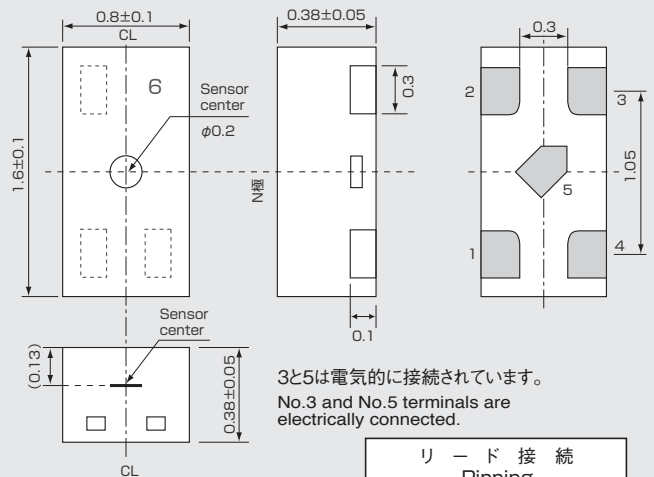 0.8±0.1
CL
0.38±0.05
0.3
6
Sensor
center
φ0.2
1.6±0.1
0.3
N極
0.1
2
3
5
1
4
1.05
Sensor
center
(0.13)
0.38±0.05
CL
3と5は電気的に接続されています。
No.3 and No.5 terminals are
electrically connected.
リード接続
Pinning